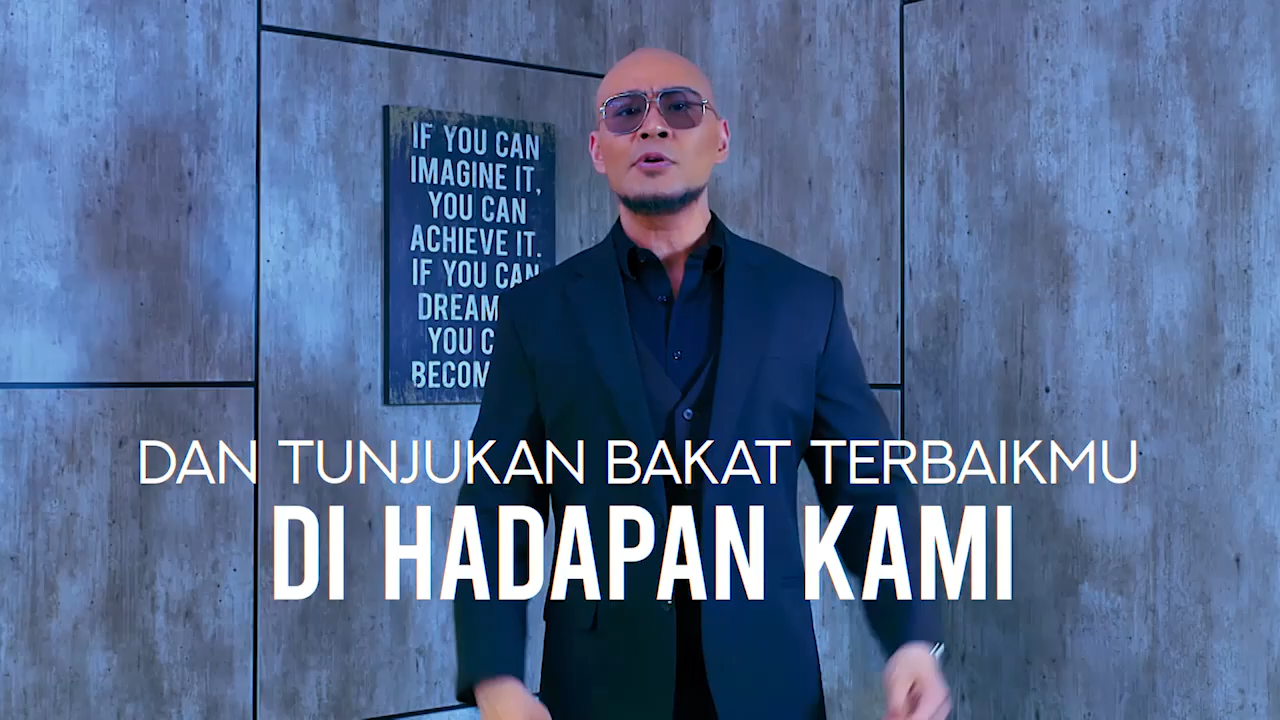 IF YOU CAN
IMAGINE IT,
YOU CAN
ACHIEVE IT.
IF YOU CAN
DREAM
YOU
BECOM
DAN TUNJUKAN BAKAT TERBAIKMU
DI HADAPAN KAMI